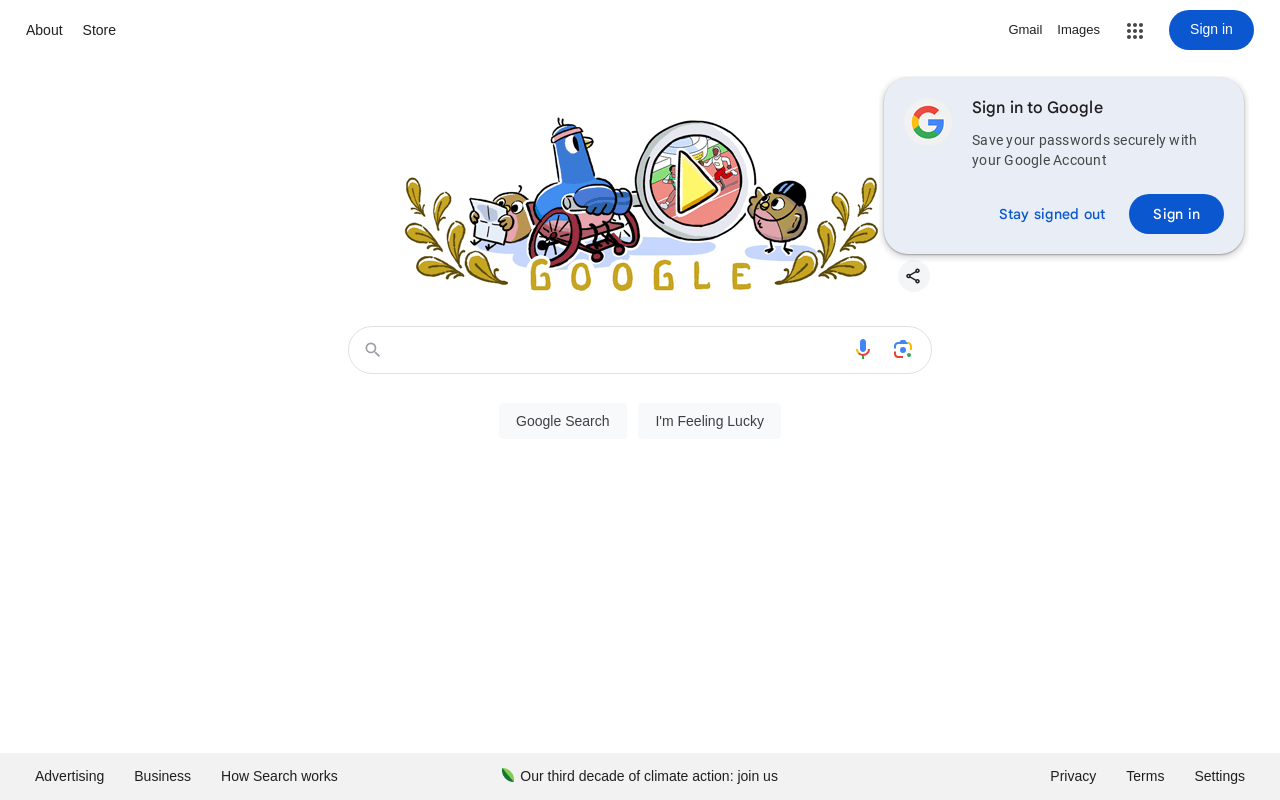 About Store
Gmail Images Sign in
Sign in to Google
Save your passwords securely with
your Google Account
Stay signed out Sign in
GOOGLE
Google Search I'm Feeling Lucky
Advertising Business How Search works Our third decade of climate action: join us Privacy Terms Settings